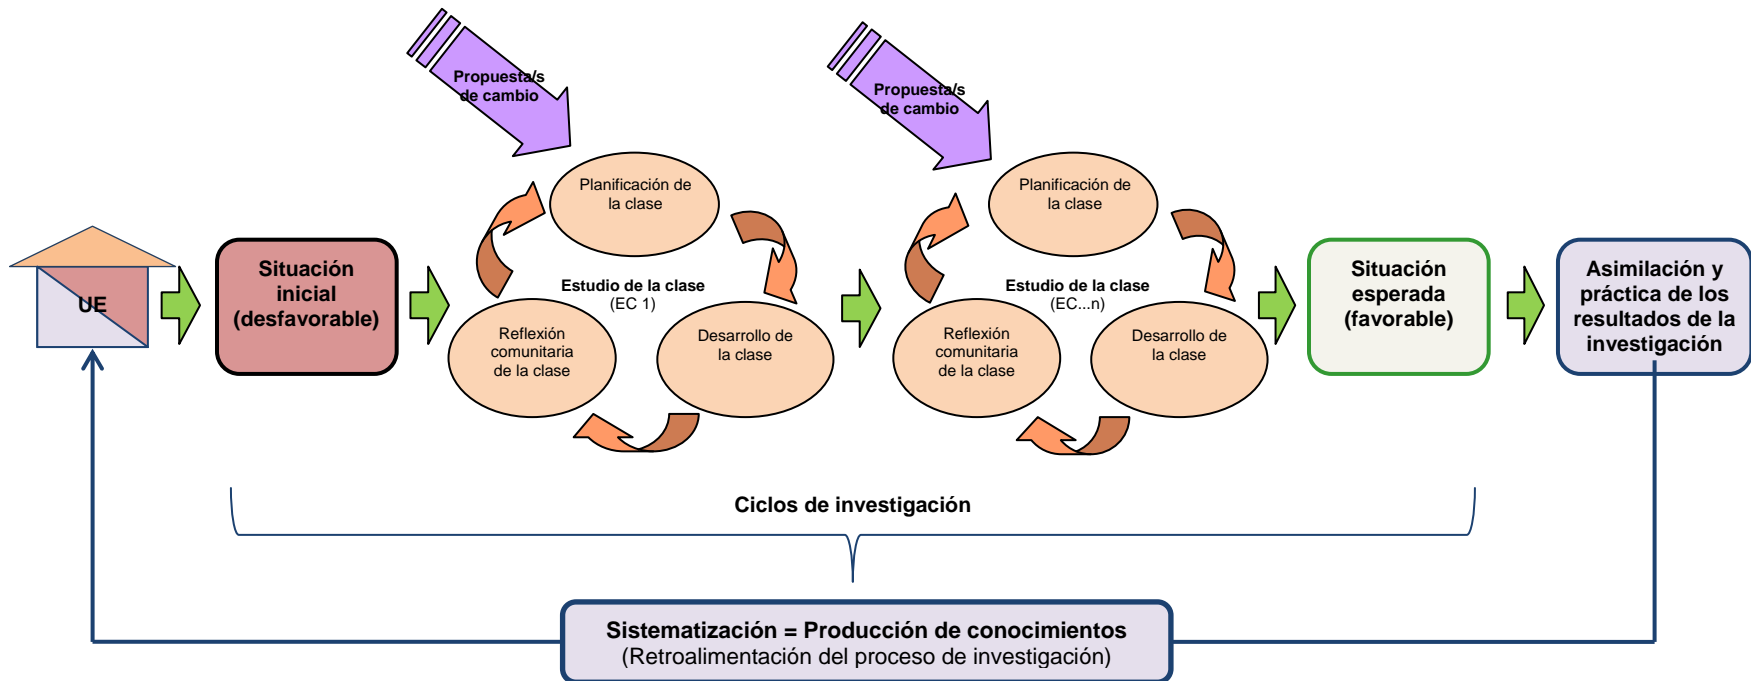 Propuesta/s
de cambio
Propuesta/s
de cambio
UE
Situación
inicial
(desfavorable)
Planificación de
la clase
Estudio de la clase
(EC 1)
Reflexión
comunitaria
de la clase
Desarrollo de
la clase
Planificación de
la clase
Estudio de la clase
(EC...n)
Reflexión
comunitaria
de la clase
Desarrollo de
la clase
Situación
esperada
(favorable)
Asimilación y
práctica de los
resultados de la
investigación
Ciclos de investigación
Sistematización = Producción de conocimientos
(Retroalimentación del proceso de investigación)